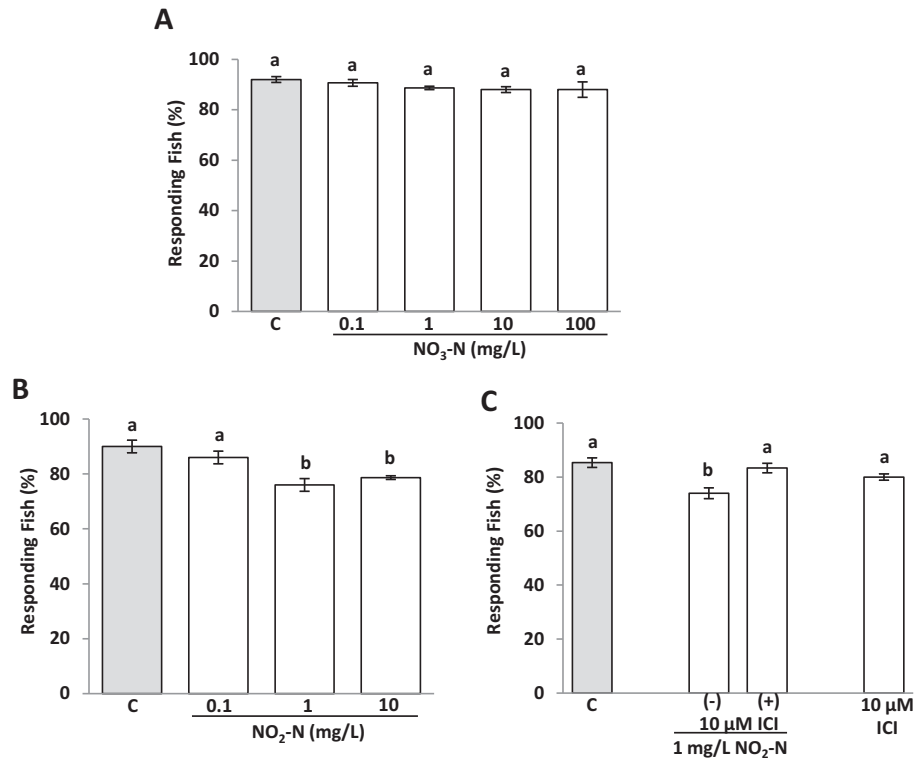 A
a a a a a
100
80
60
40
20
0
Responding Fish (%)
C 0.1 1 10 100
NO₃-N (mg/L)
B
a a b b
100
80
60
40
20
0
Responding Fish (%)
C 0.1 1 10
NO₂-N (mg/L)
C
a b a a
100
80
60
40
20
0
Responding Fish (%)
C (-) (+) 10 µM
10 µM ICI ICI
1 mg/L NO₂-N